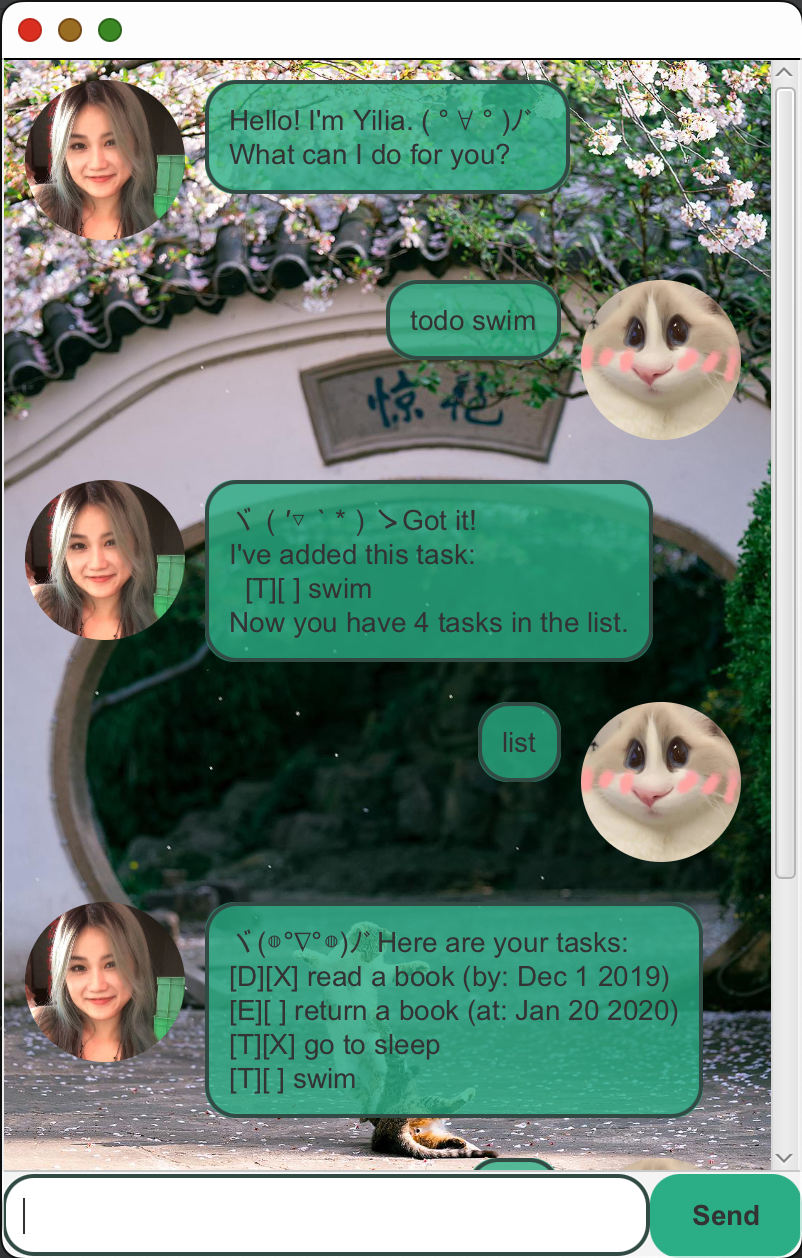 Hello! I'm Yilia. ( ° ∀ ° )ﾉﾞ
What can I do for you?
todo swim
惊艳
ヾ ( ′▿ ‵ * ) ゝGot it!
I've added this task:
[T][ ] swim
Now you have 4 tasks in the list.
list
ヾ(◍°∇°◍)ﾉﾞ Here are your tasks:
[D][X] read a book (by: Dec 1 2019)
[E][ ] return a book (at: Jan 20 2020)
[T][X] go to sleep
[T][ ] swim
Send